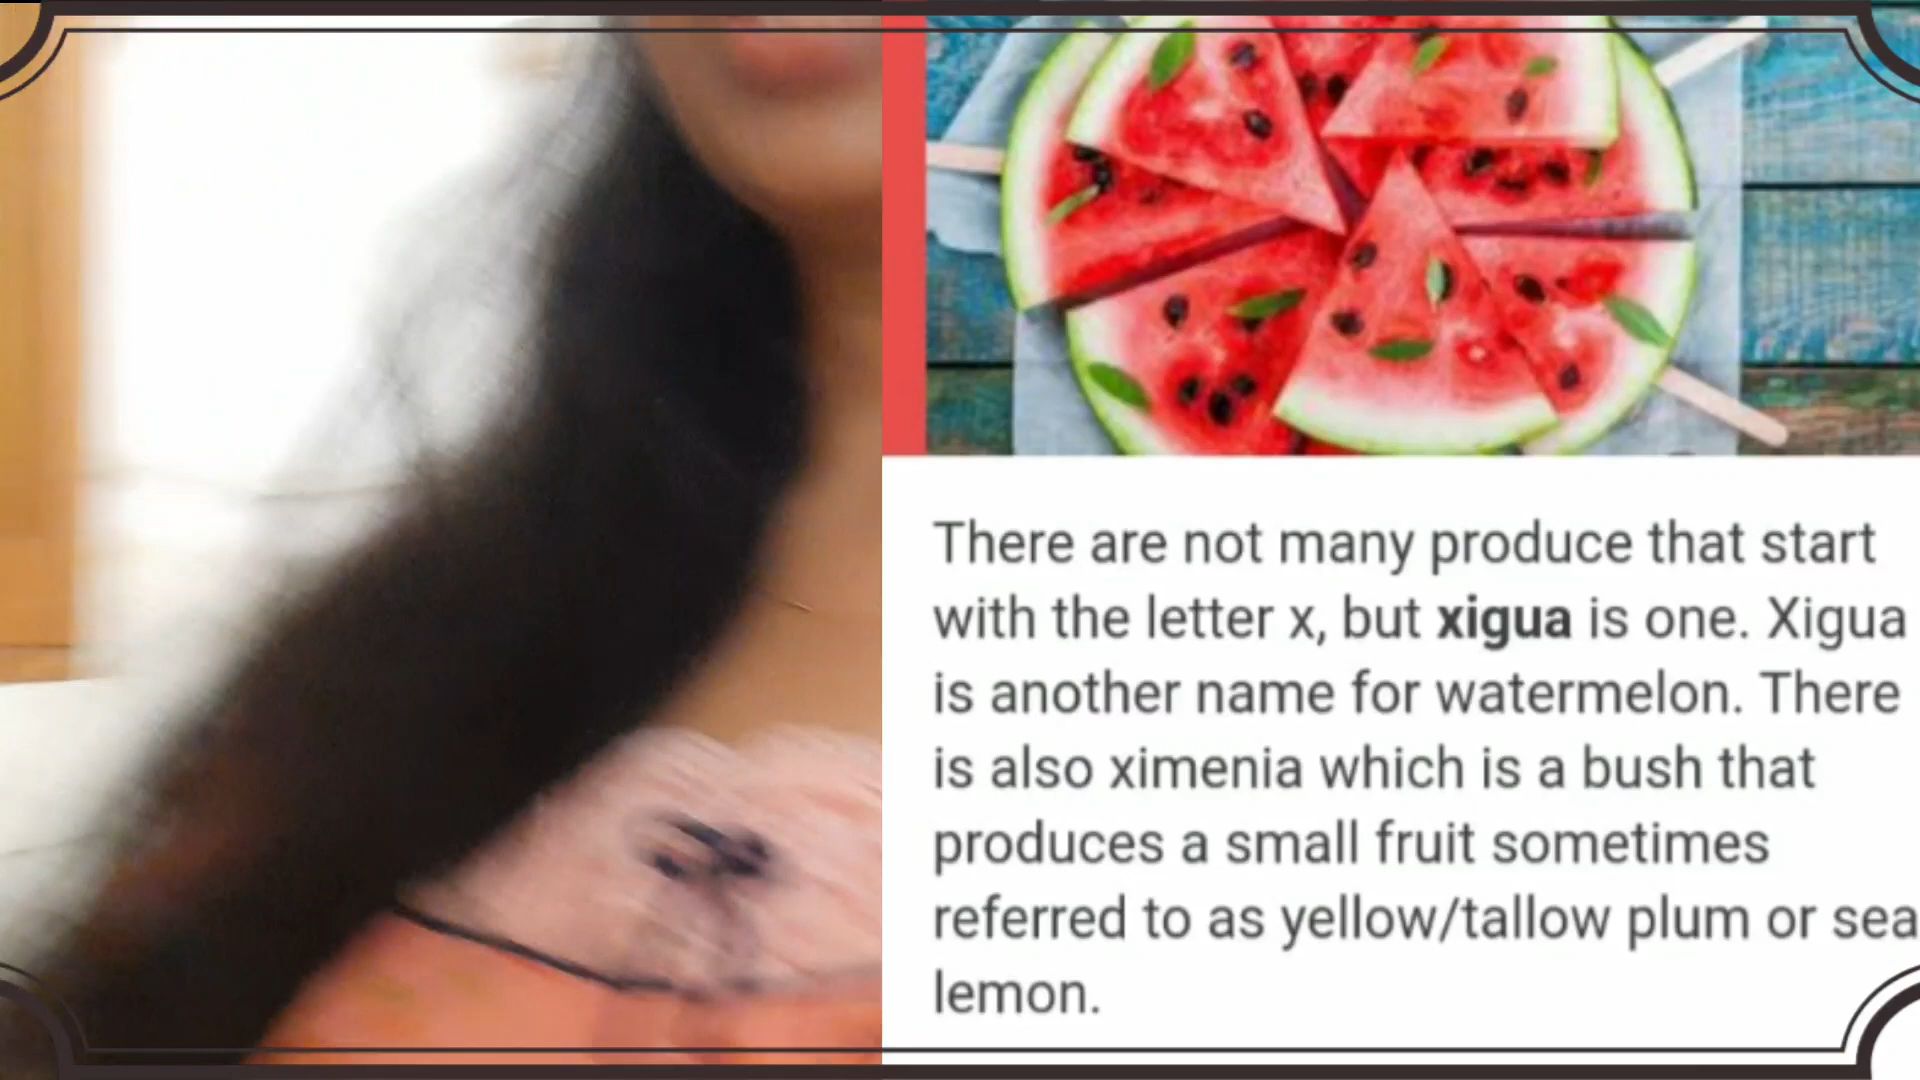 There are not many produce that start
with the letter x, but xigua is one. Xigua
is another name for watermelon. There
is also ximenia which is a bush that
produces a small fruit sometimes
referred to as yellow/tallow plum or sea
lemon.